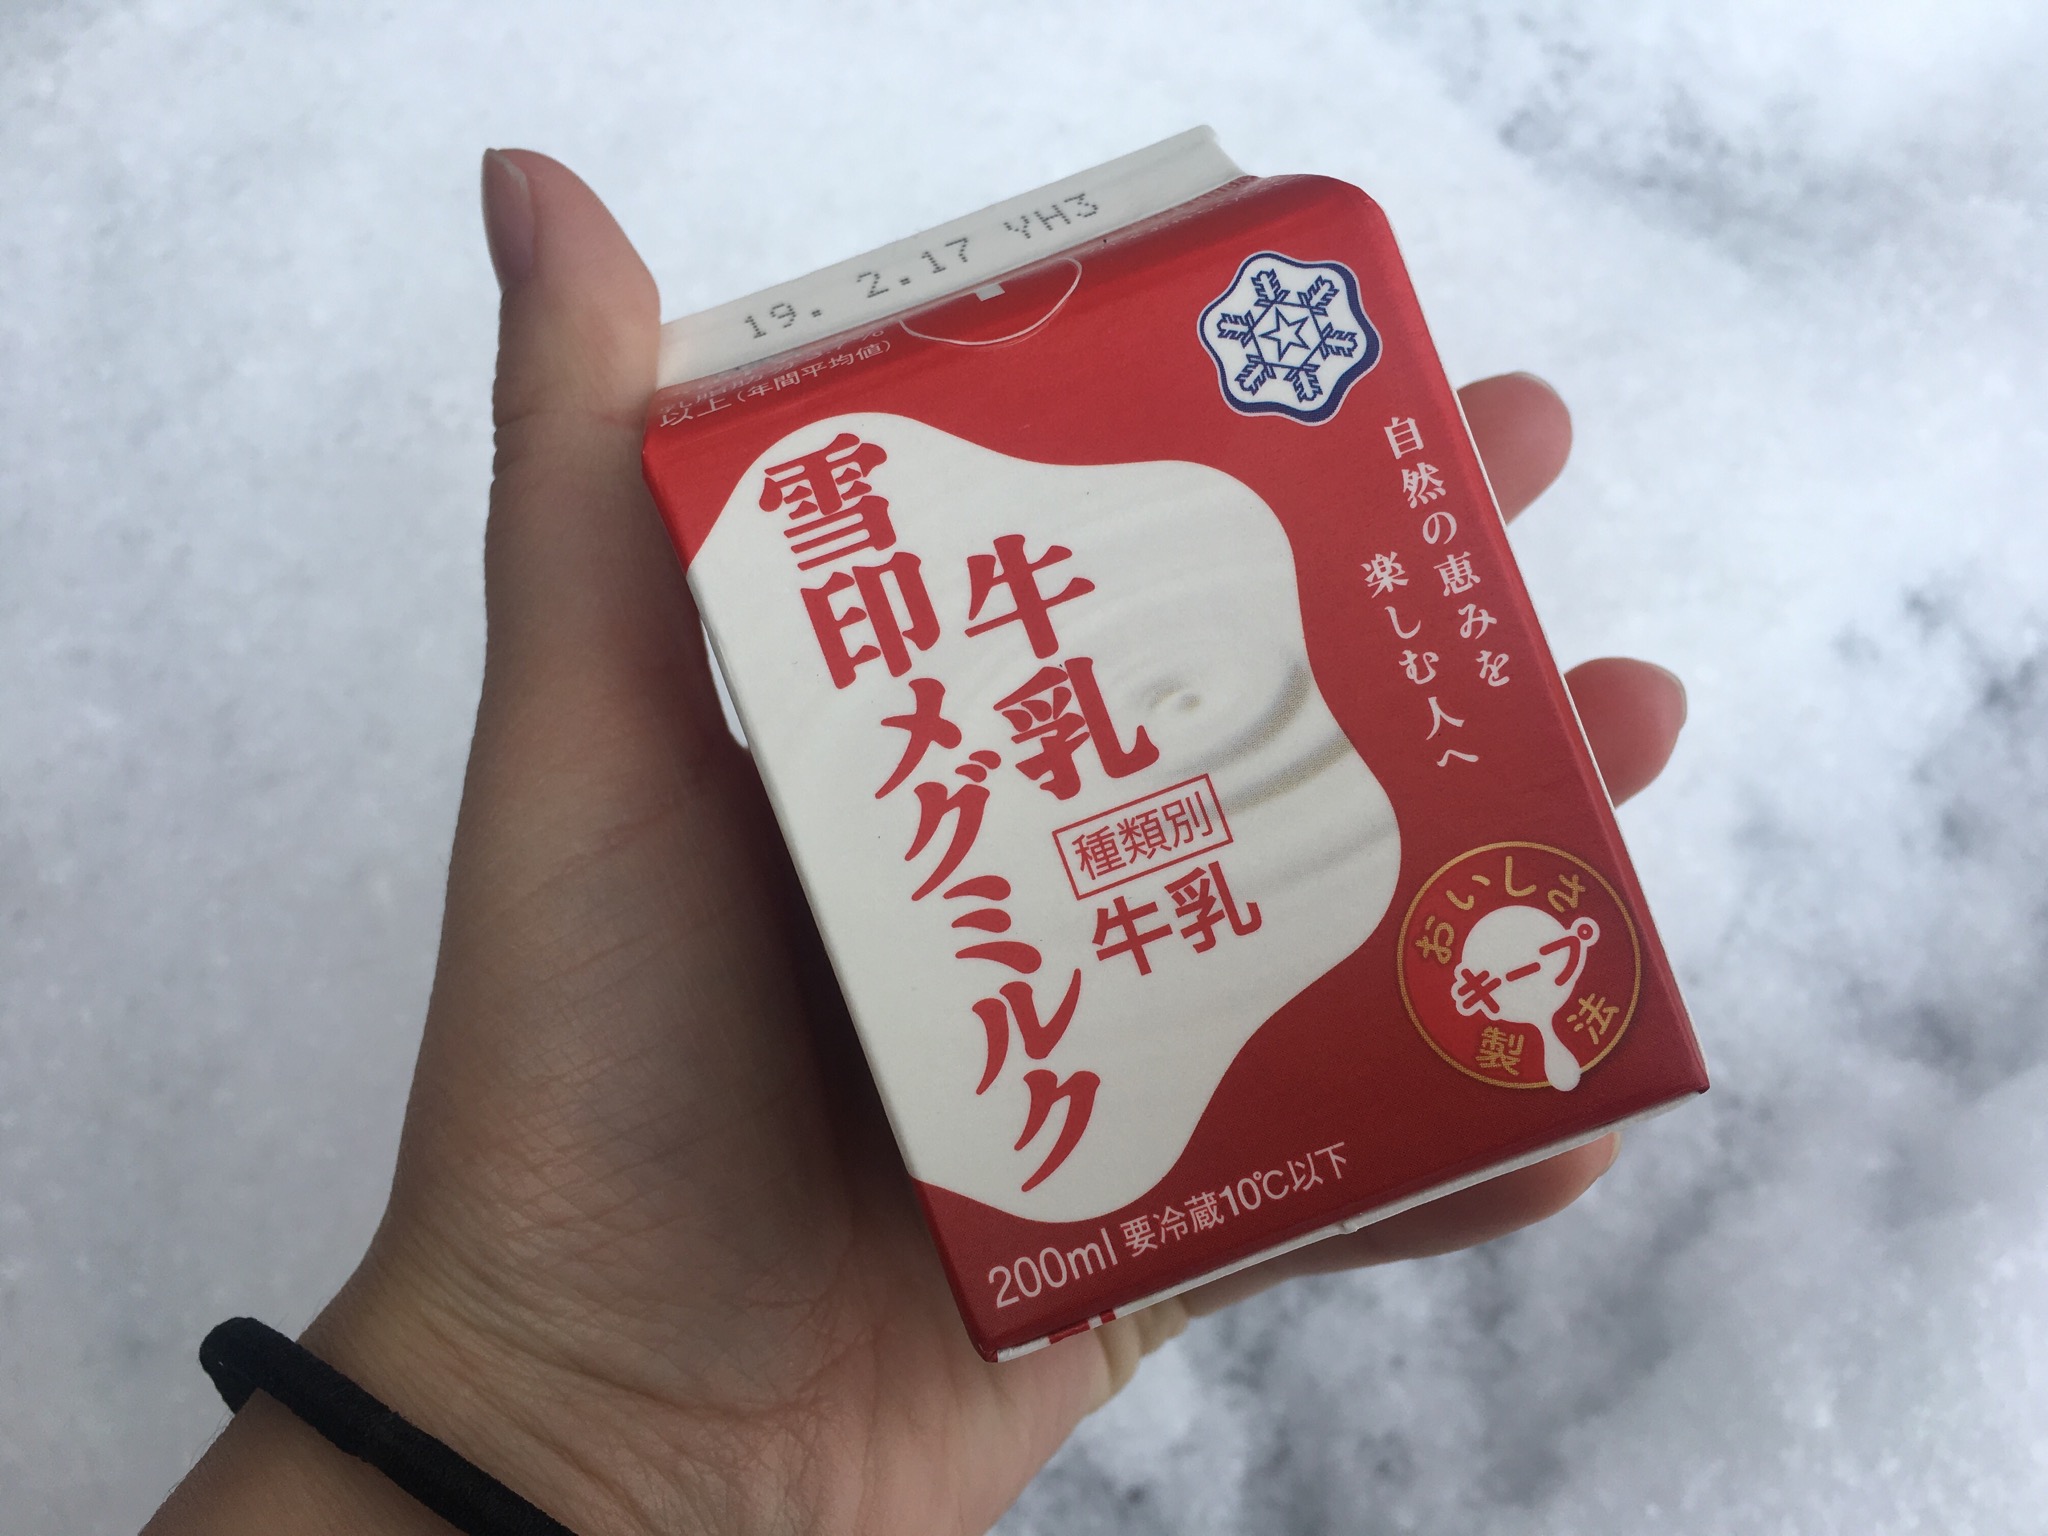 19. 2.17 YH3
以上(年間平均値)
自然の恵みを
楽しむ人へ
牛乳
雪印メグミルク
種類別
牛乳
おいしさ
キープ
製法
200ml 要冷蔵10℃以下